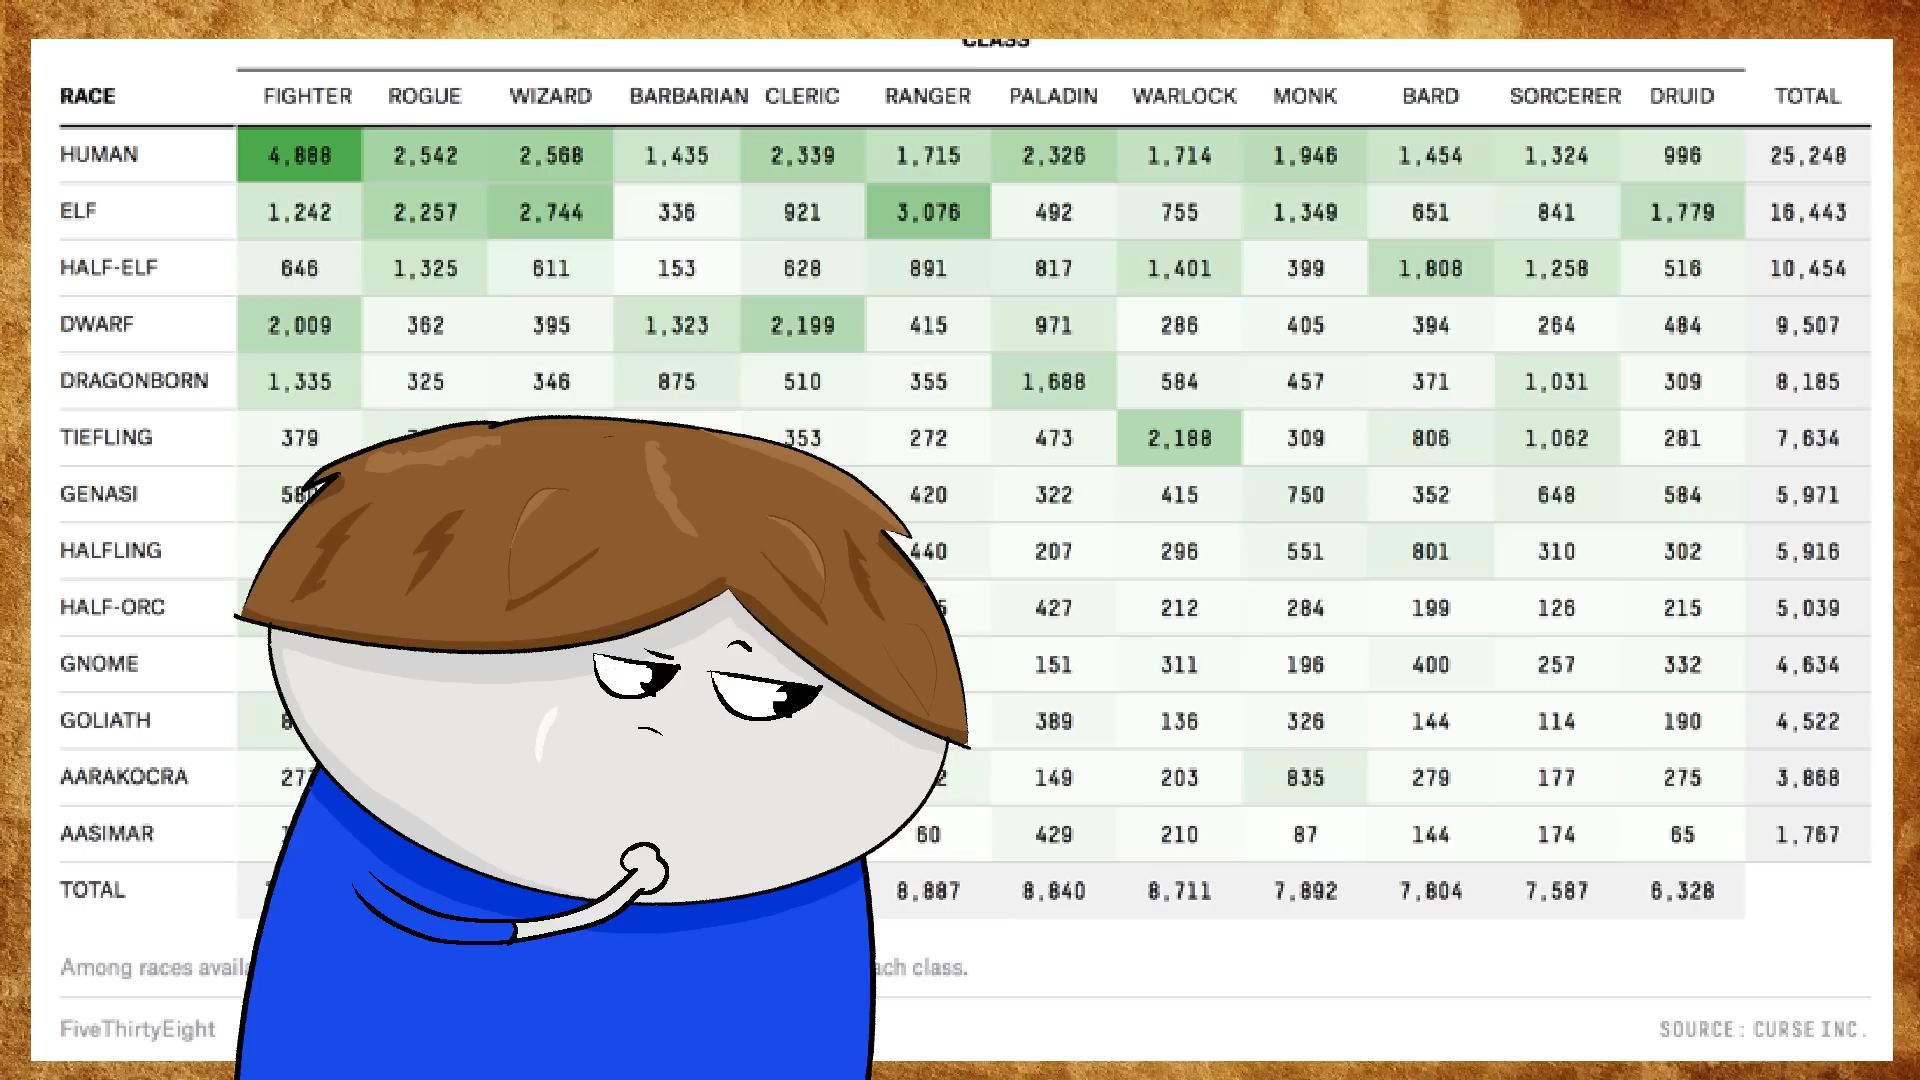 CLASS
RACE FIGHTER ROGUE WIZARD BARBARIAN CLERIC RANGER PALADIN WARLOCK MONK BARD SORCERER DRUID TOTAL
HUMAN 4,888 2,542 2,568 1,435 2,339 1,715 2,326 1,714 1,946 1,454 1,324 996 25,248
ELF 1,242 2,257 2,744 336 921 3,076 492 755 1,349 651 841 1,779 16,443
HALF-ELF 646 1,325 611 153 628 891 817 1,401 399 1,808 1,258 516 10,454
DWARF 2,009 362 395 1,323 2,199 415 971 286 405 394 264 484 9,507
DRAGONBORN 1,335 325 346 875 510 355 1,688 584 457 371 1,031 309 8,185
TIEFLING 379 353 272 473 2,188 309 806 1,062 281 7,634
GENASI 420 322 415 750 352 648 584 5,971
HALFLING 440 207 296 551 801 310 302 5,916
HALF-ORC 427 212 284 199 126 215 5,039
GNOME 151 311 196 400 257 332 4,634
GOLIATH 389 136 326 144 114 190 4,522
AARAKOCRA 149 203 835 279 177 275 3,868
AASIMAR 60 429 210 87 144 174 65 1,767
TOTAL 8,887 8,840 8,711 7,892 7,804 7,587 6,328
Among races class.
FiveThirtyEight SOURCE: CURSE INC.